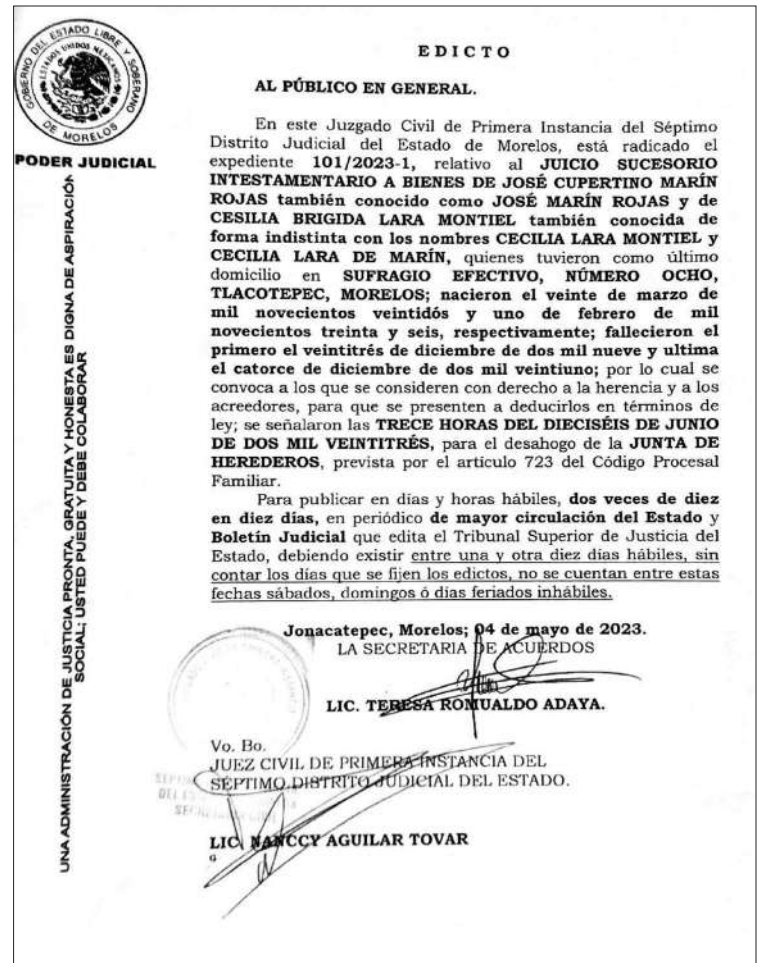 GOBIERNO DEL ESTADO LIBRE Y SOBERANO
DE MORELOS
ESTADOS UNIDOS MEXICANOS
PODER JUDICIAL
UNA ADMINISTRACIÓN DE JUSTICIA PRONTA, GRATUITA Y HONESTA ES DIGNA DE ASPIRACIÓN
SOCIAL; USTED PUEDE Y DEBE COLABORAR
EDICTO
AL PÚBLICO EN GENERAL.
En este Juzgado Civil de Primera Instancia del Séptimo
Distrito Judicial del Estado de Morelos, está radicado el
expediente 101/2023-1, relativo al JUICIO SUCESORIO
INTESTAMENTARIO A BIENES DE JOSÉ CUPERTINO MARÍN
ROJAS también conocido como JOSÉ MARÍN ROJAS y de
CESILIA BRIGIDA LARA MONTIEL también conocida de
forma indistinta con los nombres CECILIA LARA MONTIEL y
CECILIA LARA DE MARÍN, quienes tuvieron como último
domicilio en SUFRAGIO EFECTIVO, NÚMERO OCHO,
TLACOTEPEC, MORELOS; nacieron el veinte de marzo de
mil novecientos veintidós y uno de febrero de mil
novecientos treinta y seis, respectivamente; fallecieron el
primero el veintitrés de diciembre de dos mil nueve y ultima
el catorce de diciembre de dos mil veintiuno; por lo cual se
convoca a los que se consideren con derecho a la herencia y a los
acreedores, para que se presenten a deducirlos en términos de
ley; se señalaron las TRECE HORAS DEL DIECISÉIS DE JUNIO
DE DOS MIL VEINTITRÉS, para el desahogo de la JUNTA DE
HEREDEROS, prevista por el artículo 723 del Código Procesal
Familiar.
Para publicar en días y horas hábiles, dos veces de diez
en diez días, en periódico de mayor circulación del Estado y
Boletín Judicial que edita el Tribunal Superior de Justicia del
Estado, debiendo existir entre una y otra diez días hábiles, sin
contar los días que se fijen los edictos, no se cuentan entre estas
fechas sábados, domingos ó días feriados inhábiles.
Jonacatepec, Morelos; 04 de mayo de 2023.
LA SECRETARIA DE ACUERDOS
LIC. TERESA ROMUALDO ADAYA.
Vo. Bo.
JUEZ CIVIL DE PRIMERA INSTANCIA DEL
SÉPTIMO DISTRITO JUDICIAL DEL ESTADO.
LIC. NANCCY AGUILAR TOVAR